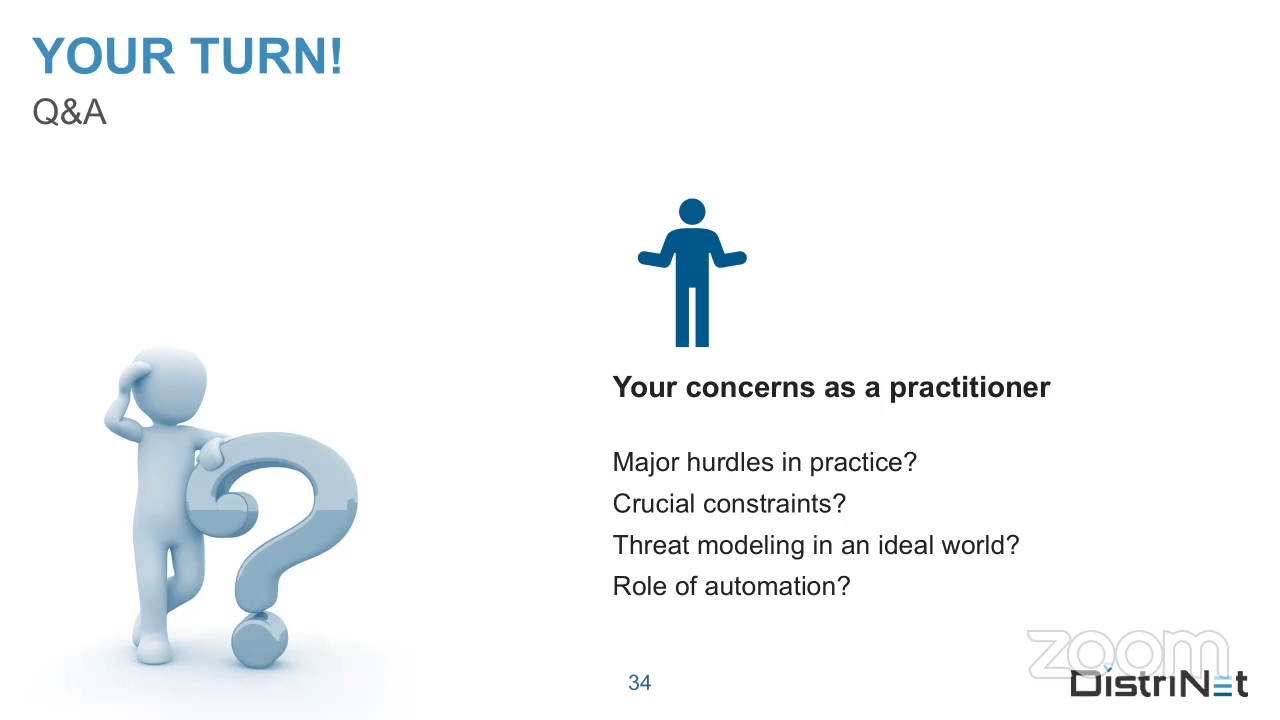 YOUR TURN!
Q&A
Your concerns as a practitioner
Major hurdles in practice?
Crucial constraints?
Threat modeling in an ideal world?
Role of automation?
zoom
34
DistriNet